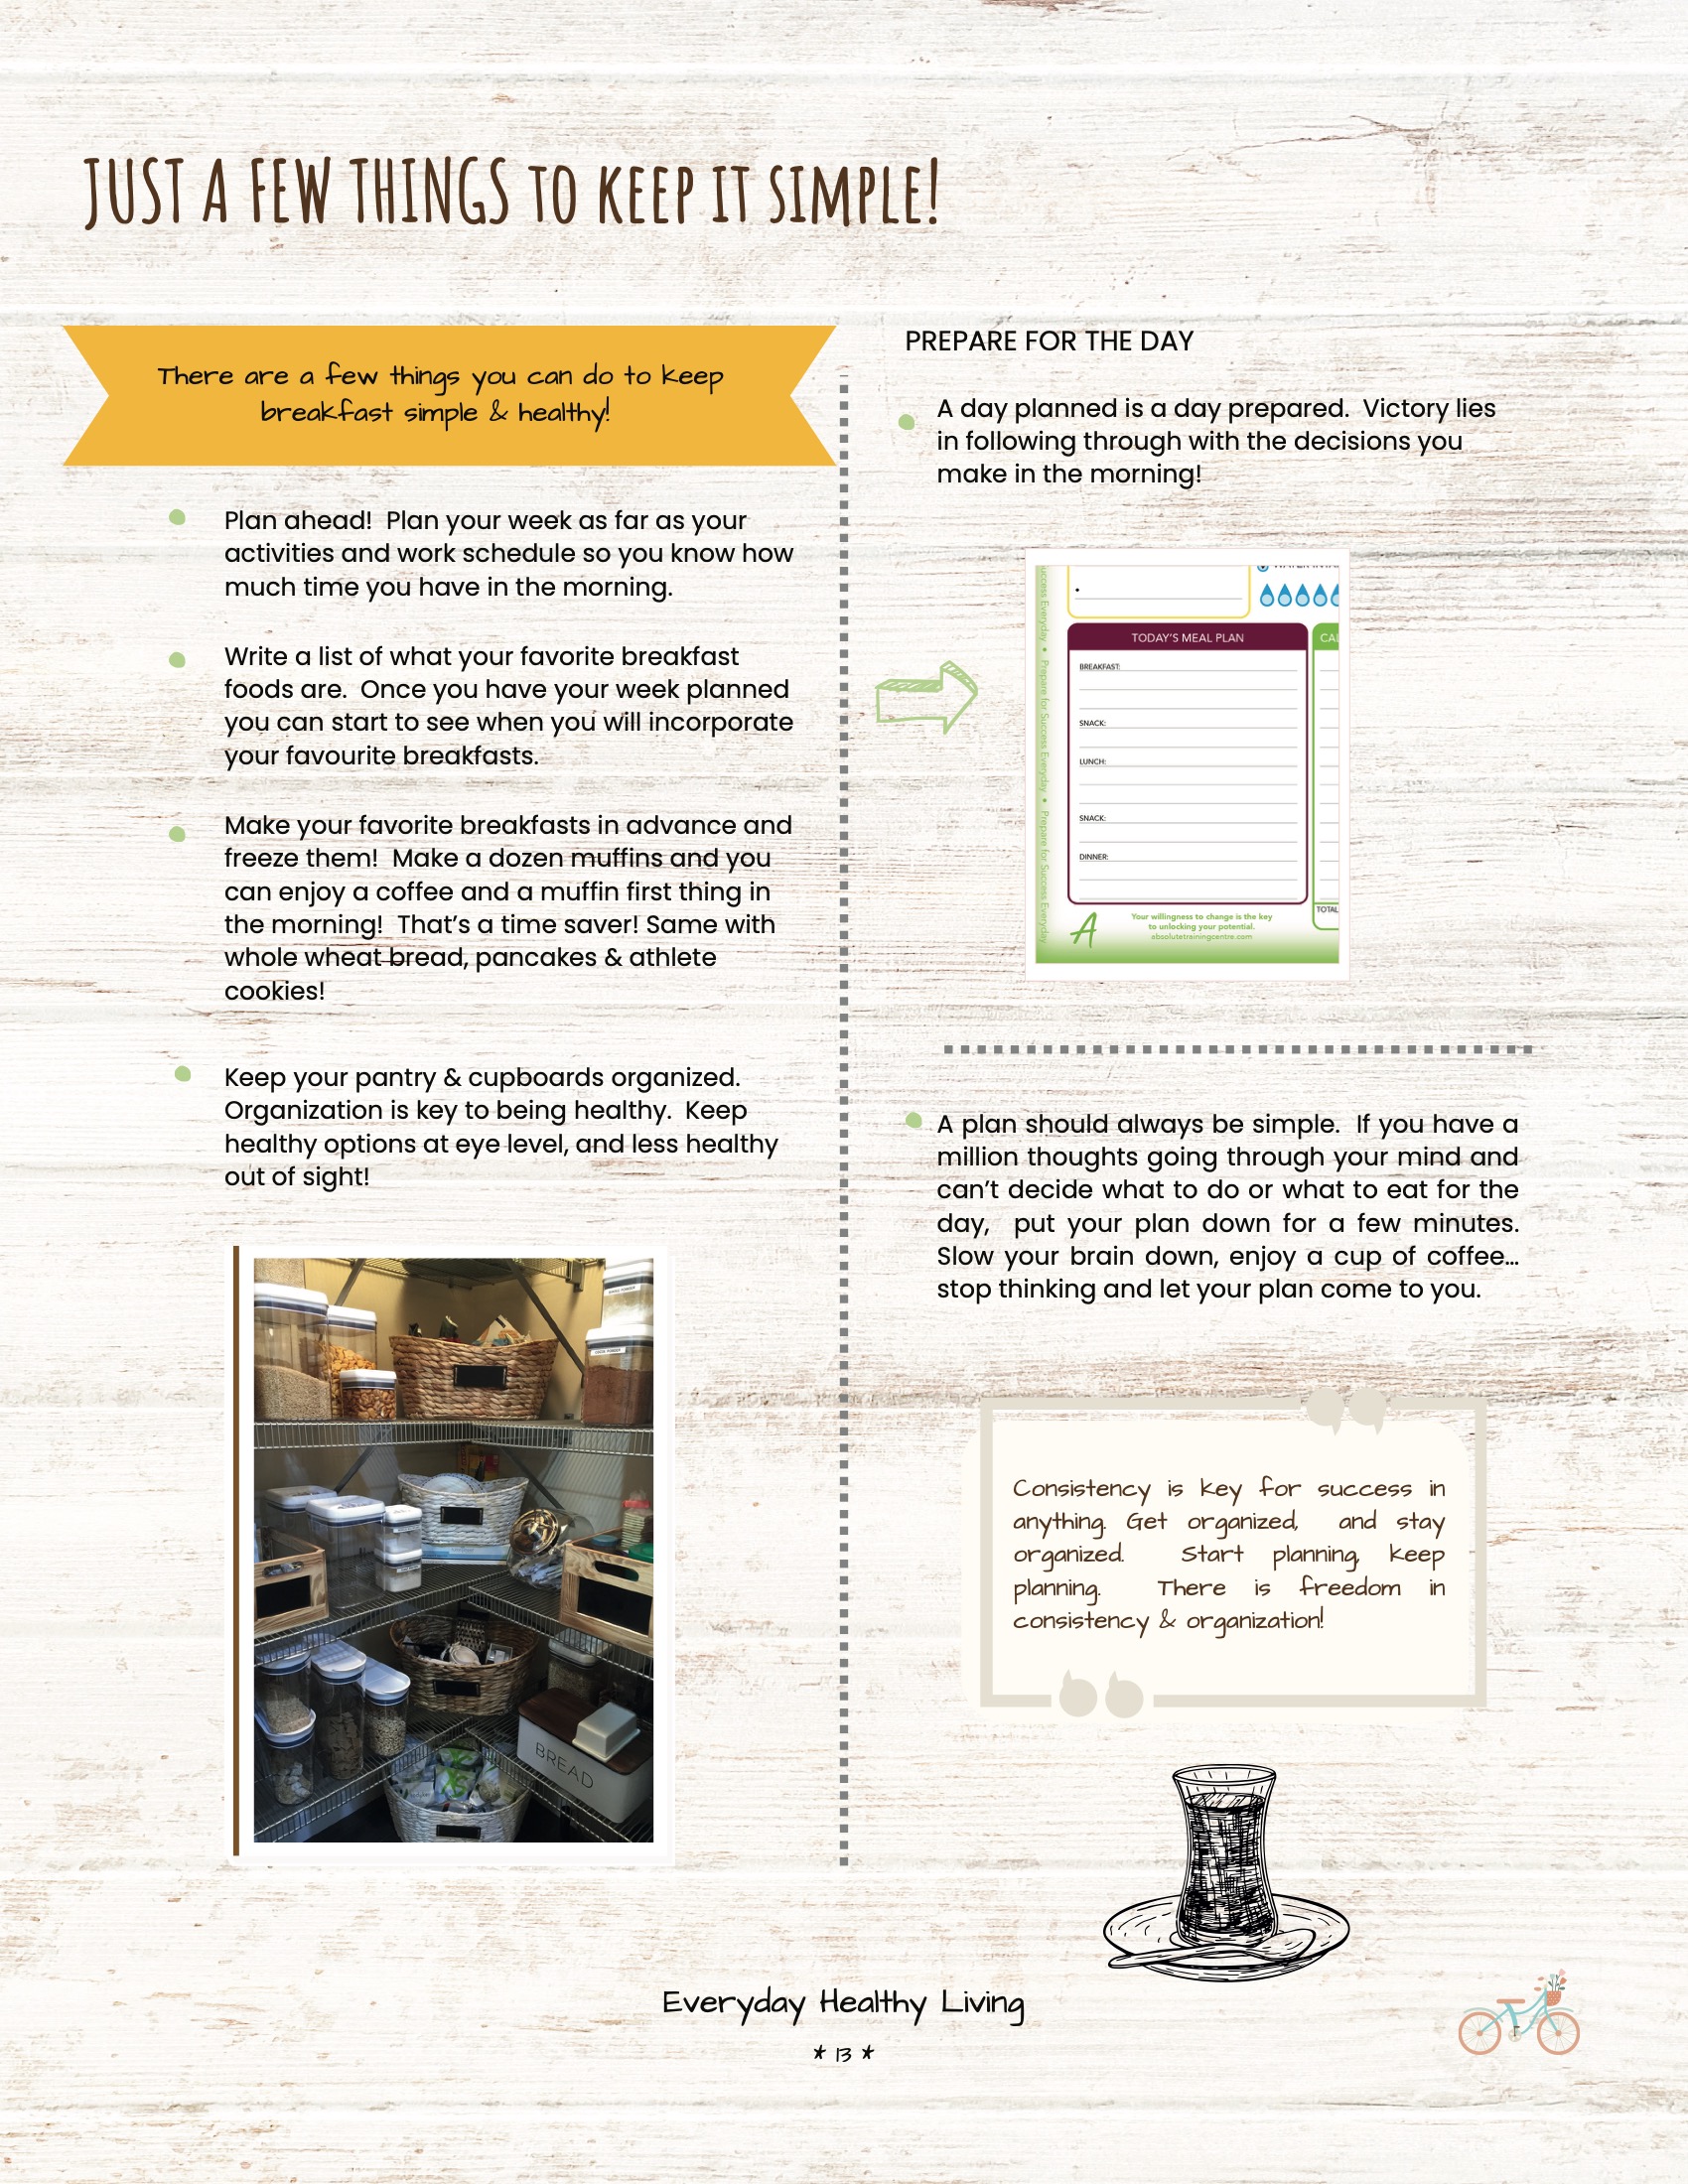 JUST A FEW THINGS TO KEEP IT SIMPLE!
There are a few things you can do to keep
breakfast simple & healthy!
Plan ahead!  Plan your week as far as your
activities and work schedule so you know how
much time you have in the morning.
Write a list of what your favorite breakfast
foods are.  Once you have your week planned
you can start to see when you will incorporate
your favourite breakfasts.
Make your favorite breakfasts in advance and
freeze them!  Make a dozen muffins and you
can enjoy a coffee and a muffin first thing in
the morning!  That's a time saver! Same with
whole wheat bread, pancakes & athlete
cookies!
Keep your pantry & cupboards organized.
Organization is key to being healthy.  Keep
healthy options at eye level, and less healthy
out of sight!
BREAD
PREPARE FOR THE DAY
A day planned is a day prepared.  Victory lies
in following through with the decisions you
make in the morning!
Success Everyday • Prepare for Success Everyday • Prepare for Success Everyday
TODAY'S MEAL PLAN
BREAKFAST:
SNACK:
LUNCH:
SNACK:
DINNER:
TOTAL
A
Your willingness to change is the key
to unlocking your potential.
absolutetrainingcentre.com
A plan should always be simple.  If you have a
million thoughts going through your mind and
can't decide what to do or what to eat for the
day,  put your plan down for a few minutes.
Slow your brain down, enjoy a cup of coffee...
stop thinking and let your plan come to you.
Consistency is key for success in
anything. Get organized,  and stay
organized.  Start planning, keep
planning.  There is freedom in
consistency & organization!
Everyday Healthy Living
* 13 *